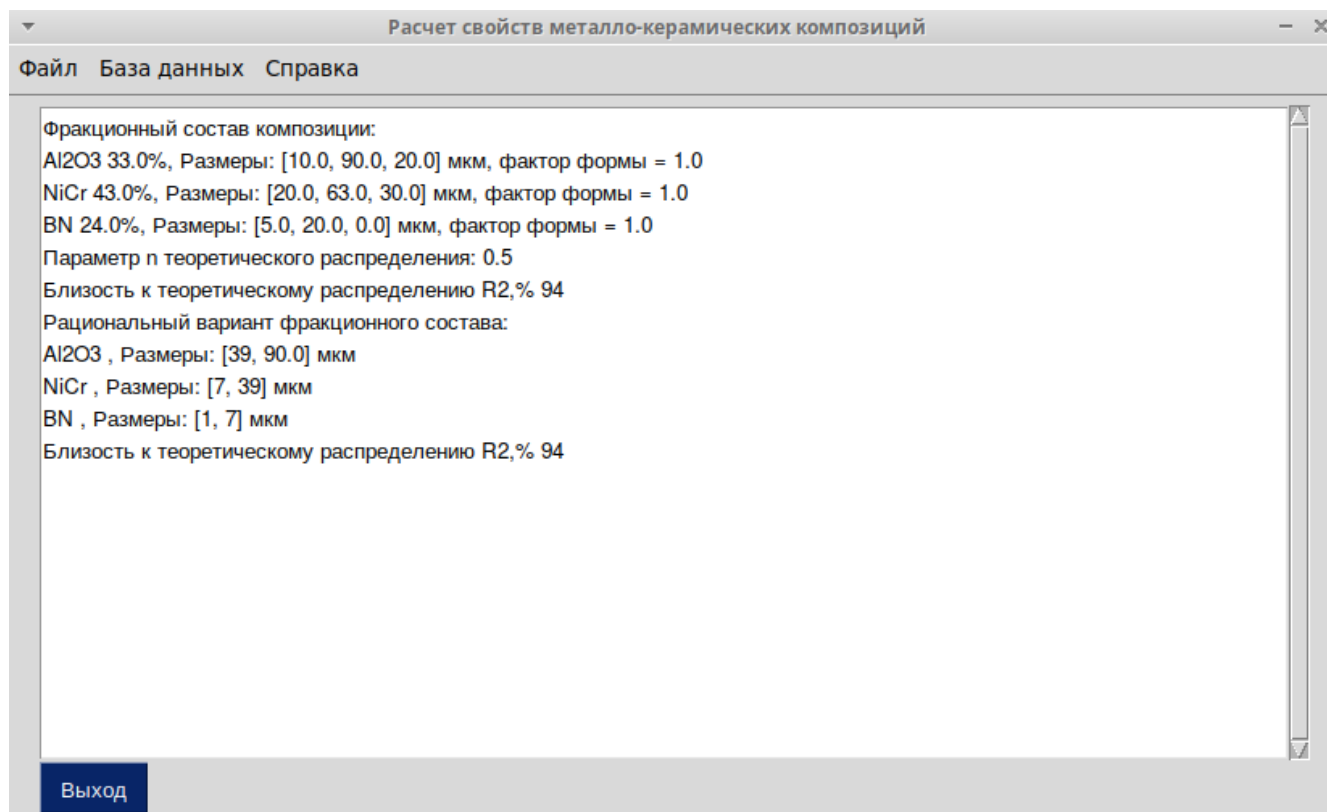 Расчет свойств металло-керамических композиций
Файл База данных Справка
Фракционный состав композиции:
Al2O3 33.0%, Размеры: [10.0, 90.0, 20.0] мкм, фактор формы = 1.0
NiCr 43.0%, Размеры: [20.0, 63.0, 30.0] мкм, фактор формы = 1.0
BN 24.0%, Размеры: [5.0, 20.0, 0.0] мкм, фактор формы = 1.0
Параметр n теоретического распределения: 0.5
Близость к теоретическому распределению R2,% 94
Рациональный вариант фракционного состава:
Al2O3 , Размеры: [39, 90.0] мкм
NiCr , Размеры: [7, 39] мкм
BN , Размеры: [1, 7] мкм
Близость к теоретическому распределению R2,% 94
Выход